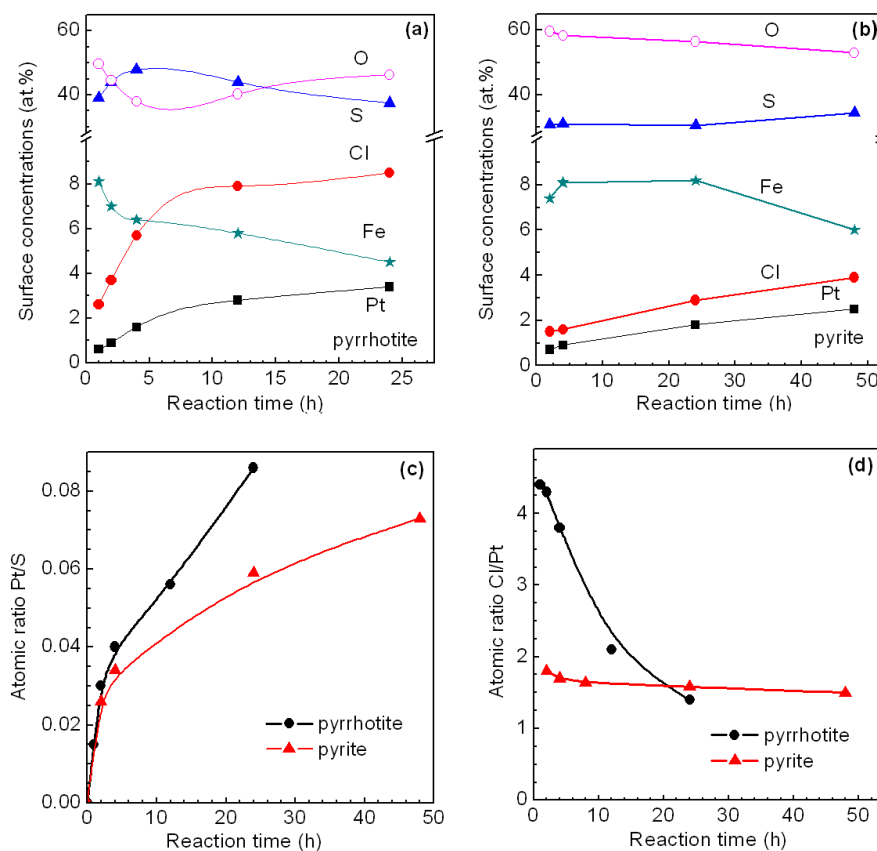 (a)
60
40
8
6
4
2
0
Surface concentrations (at.%)
O
S
Cl
Fe
Pt
pyrrhotite
0 5 10 15 20 25
Reaction time (h)
(b)
60
40
8
6
4
2
0
Surface concentrations (at.%)
O
S
Fe
Cl
Pt
pyrite
0 10 20 30 40 50
Reaction time (h)
(c)
0.08
0.06
0.04
0.02
0.00
Atomic ratio Pt/S
pyrrhotite
pyrite
0 10 20 30 40 50
Reaction time (h)
(d)
4
3
2
1
0
Atomic ratio Cl/Pt
pyrrhotite
pyrite
0 10 20 30 40 50
Reaction time (h)